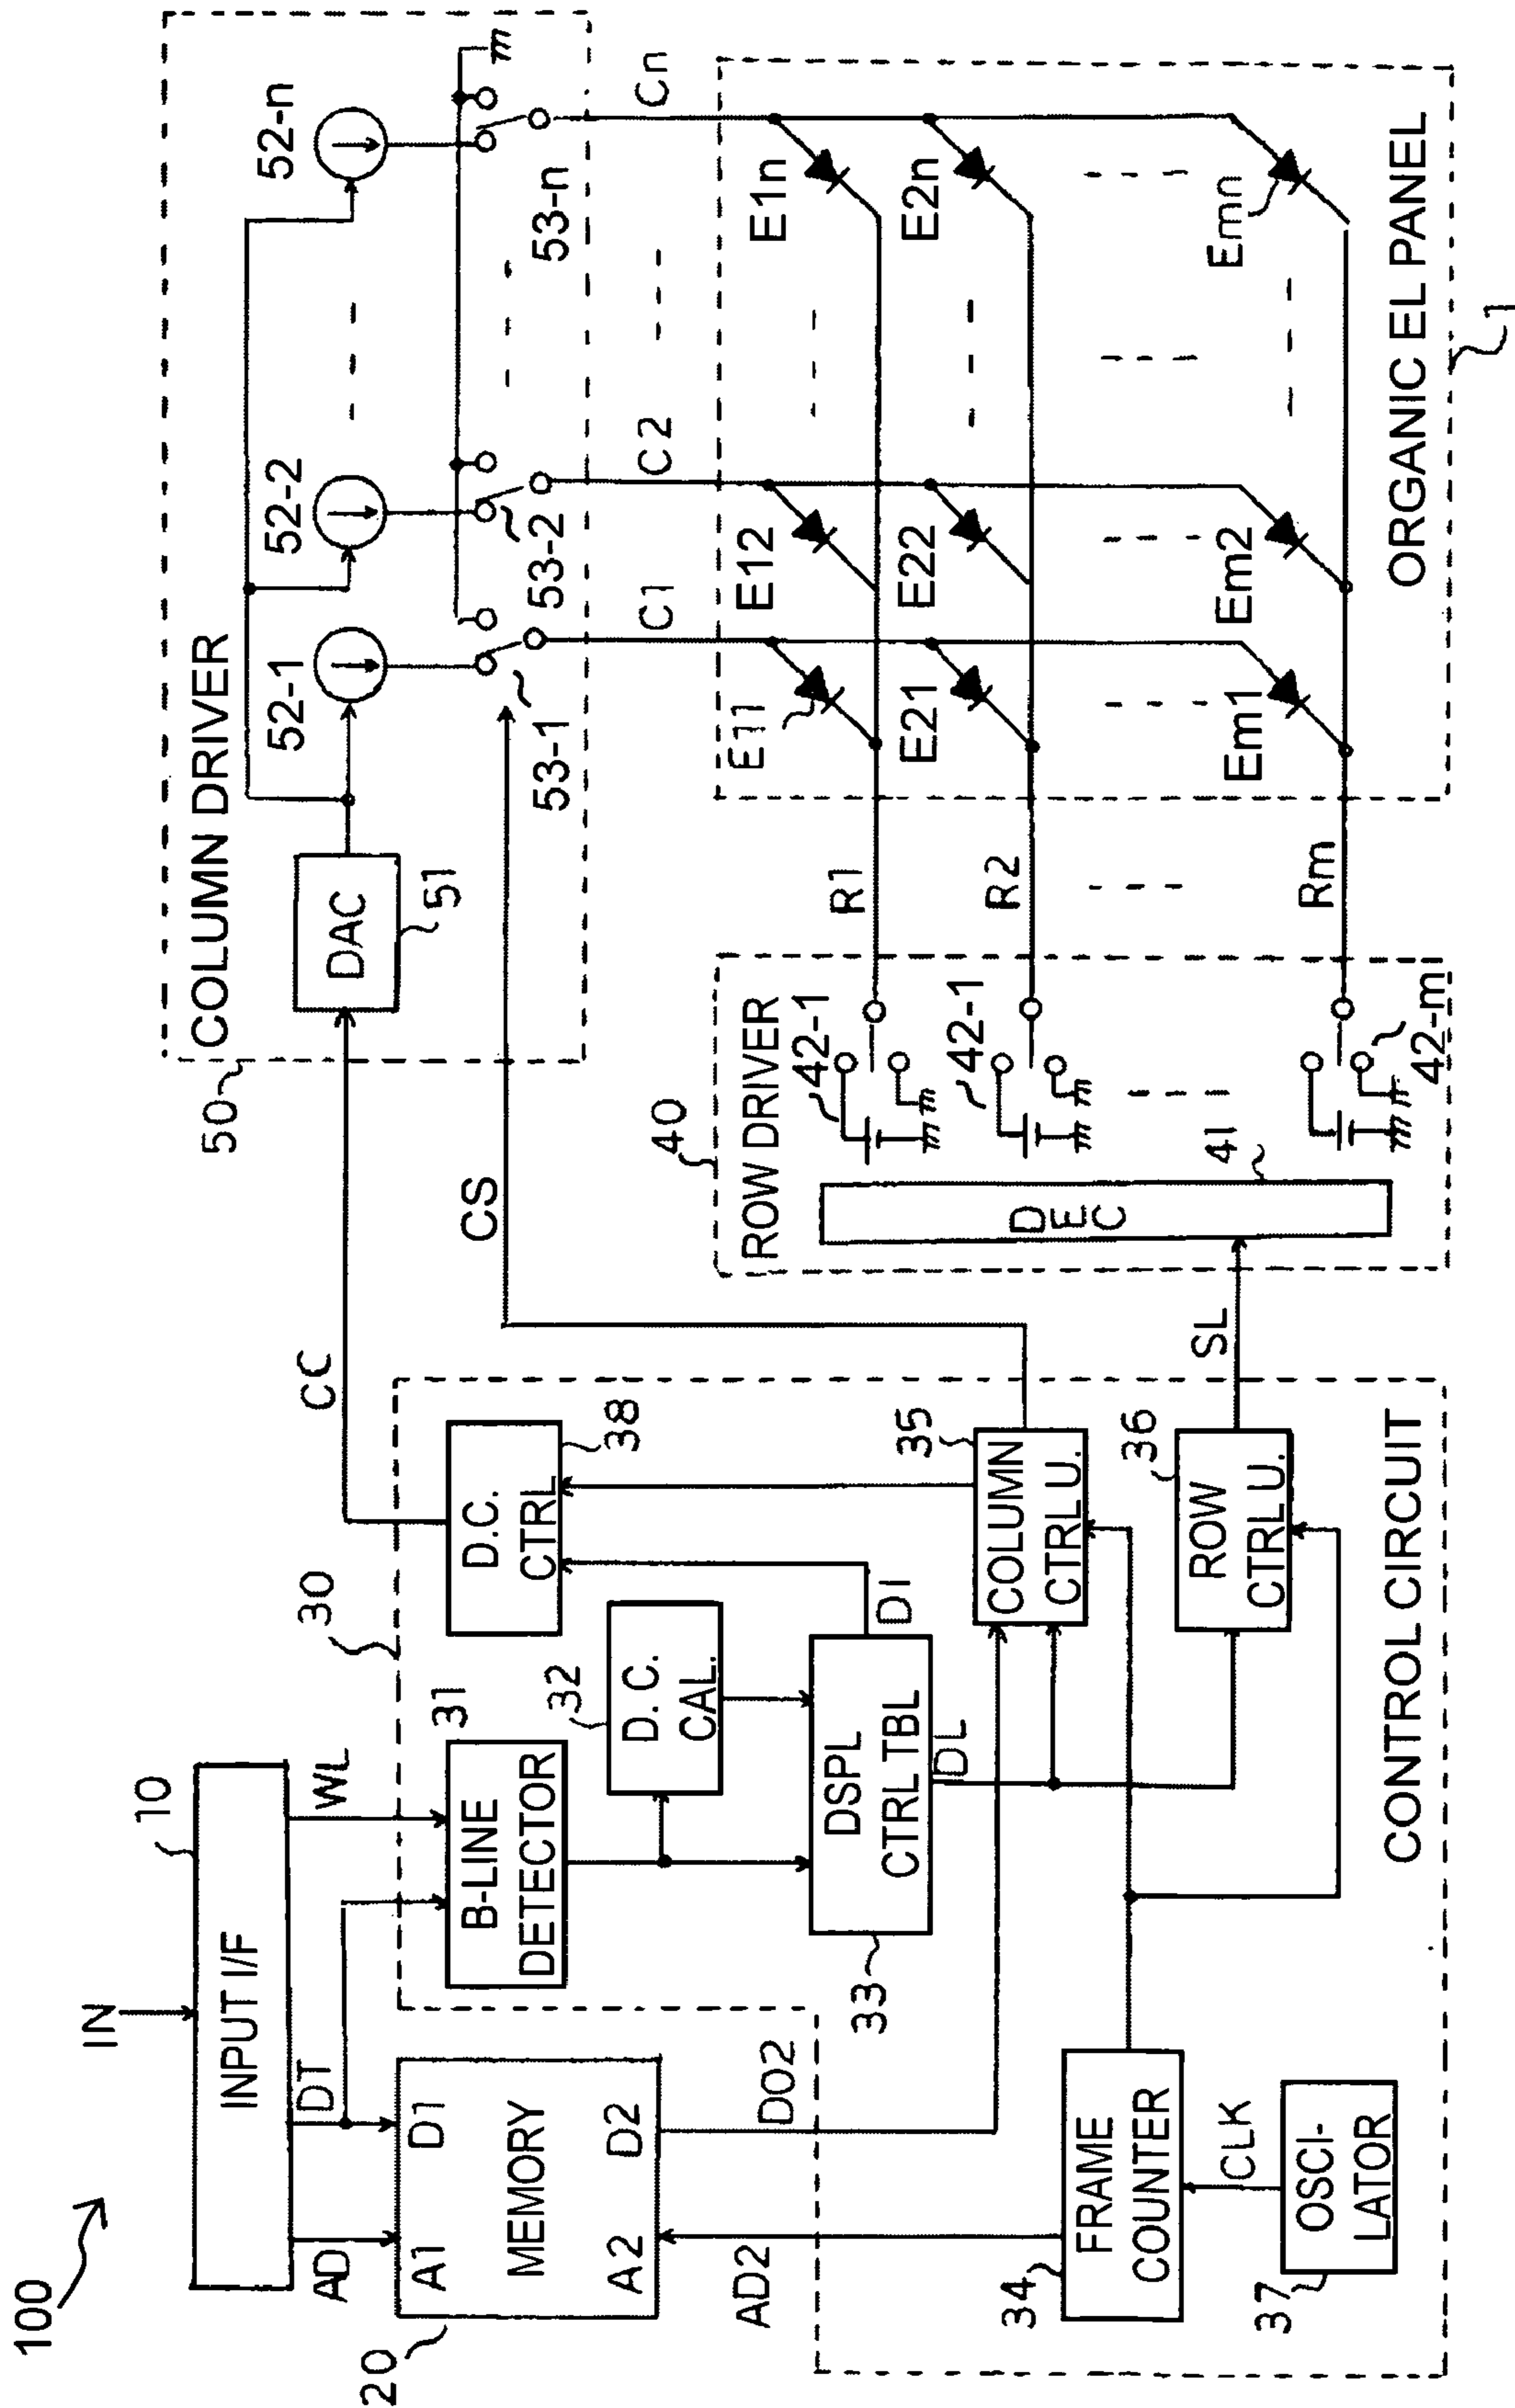 100
IN
INPUT I/F
10
AD
DT
WL
A1
D1
MEMORY
A2
D2
20
AD2
DO2
30
B-LINE
DETECTOR
31
D.C.
CAL.
32
DSPL
CTRL TBL
33
DI
DL
D.C.
CTRL
38
CC
FRAME
COUNTER
34
CLK
OSCI-
LATOR
37
COLUMN
CTRL U.
35
CS
ROW
CTRL U.
36
SL
CONTROL CIRCUIT
50
COLUMN DRIVER
DAC
51
52-1
52-2
52-n
53-1
53-2
53-n
C1
C2
Cn
40
ROW DRIVER
DEC
41
42-1
42-1
42-m
R1
R2
Rm
E11
E12
E1n
E21
E22
E2n
Em1
Em2
Emn
ORGANIC EL PANEL
1